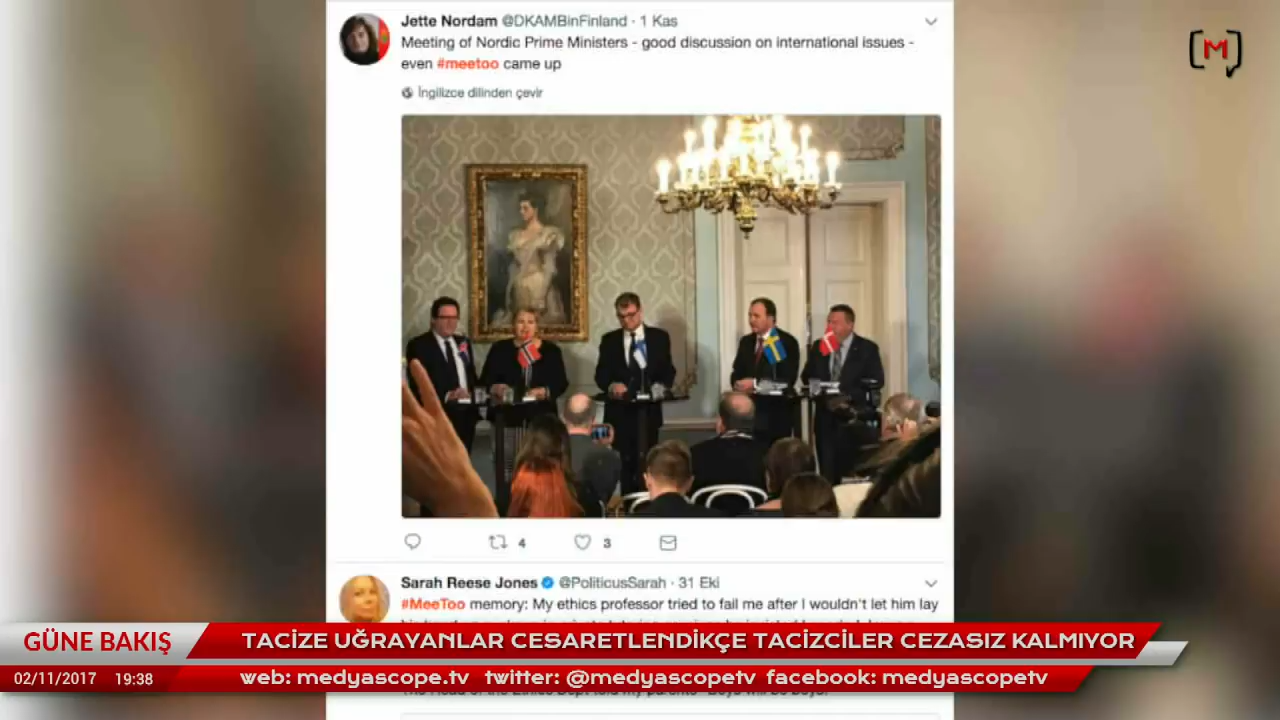 Jette Nordam @DKAMBinFinland · 1 Kas
Meeting of Nordic Prime Ministers - good discussion on international issues -
even #meetoo came up
İngilizce dilinden çevir
4
3
Sarah Reese Jones @PoliticusSarah · 31 Eki
#MeeToo memory: My ethics professor tried to fail me after I wouldn't let him lay
GÜNE BAKIŞ
TACİZE UĞRAYANLAR CESARETLENDİKÇE TACİZCİLER CEZASIZ KALMIYOR
02/11/2017 19:38
web: medyascope.tv twitter: @medyascopetv facebook: medyascopetv
M